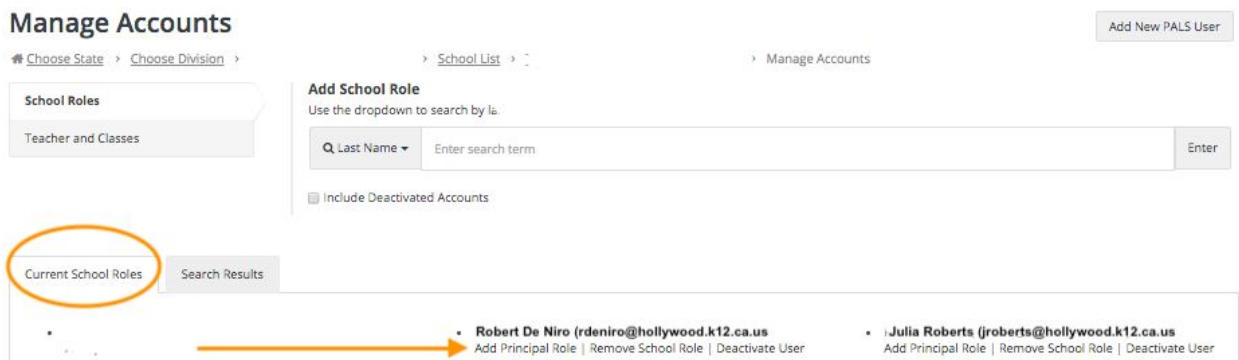 Manage Accounts
Add New PALS User
Choose State › Choose Division ›
› School List ›
› Manage Accounts
School Roles
Teacher and Classes
Add School Role
Use the dropdown to search by
Last Name
Enter search term
Enter
Include Deactivated Accounts
Current School Roles
Search Results
• Robert De Niro (rdeniro@hollywood.k12.ca.us
Add Principal Role | Remove School Role | Deactivate User
• Julia Roberts (jroberts@hollywood.k12.ca.us
Add Principal Role | Remove School Role | Deactivate User